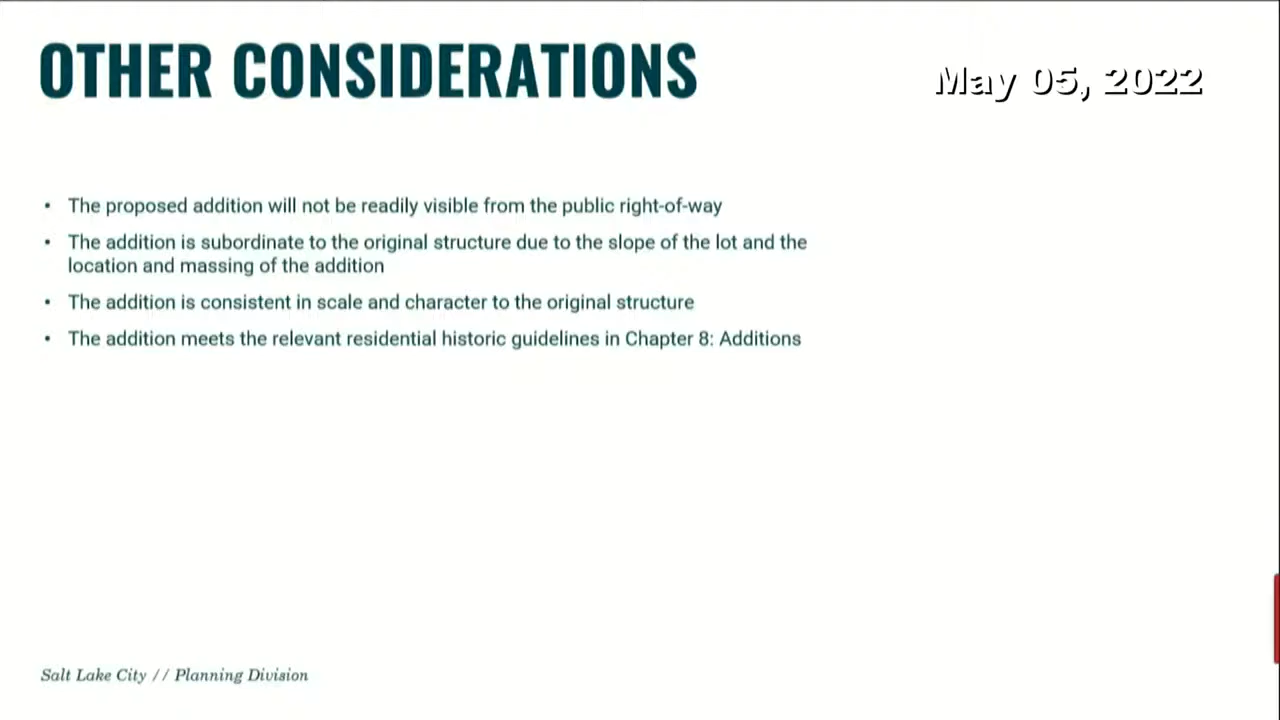 OTHER CONSIDERATIONS
May 05, 2022
• The proposed addition will not be readily visible from the public right-of-way
• The addition is subordinate to the original structure due to the slope of the lot and the
location and massing of the addition
• The addition is consistent in scale and character to the original structure
• The addition meets the relevant residential historic guidelines in Chapter 8: Additions
Salt Lake City // Planning Division